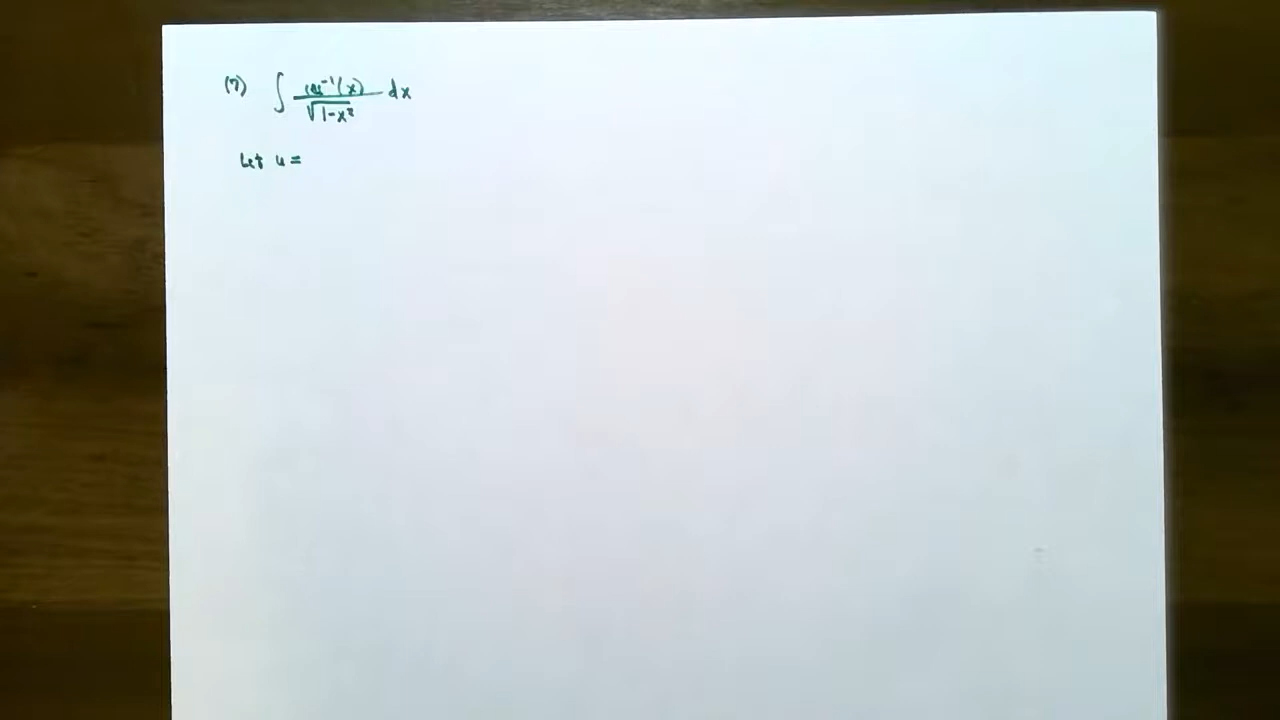 (7) ∫ cos⁻¹(x) / √1-x² dx
Let u =